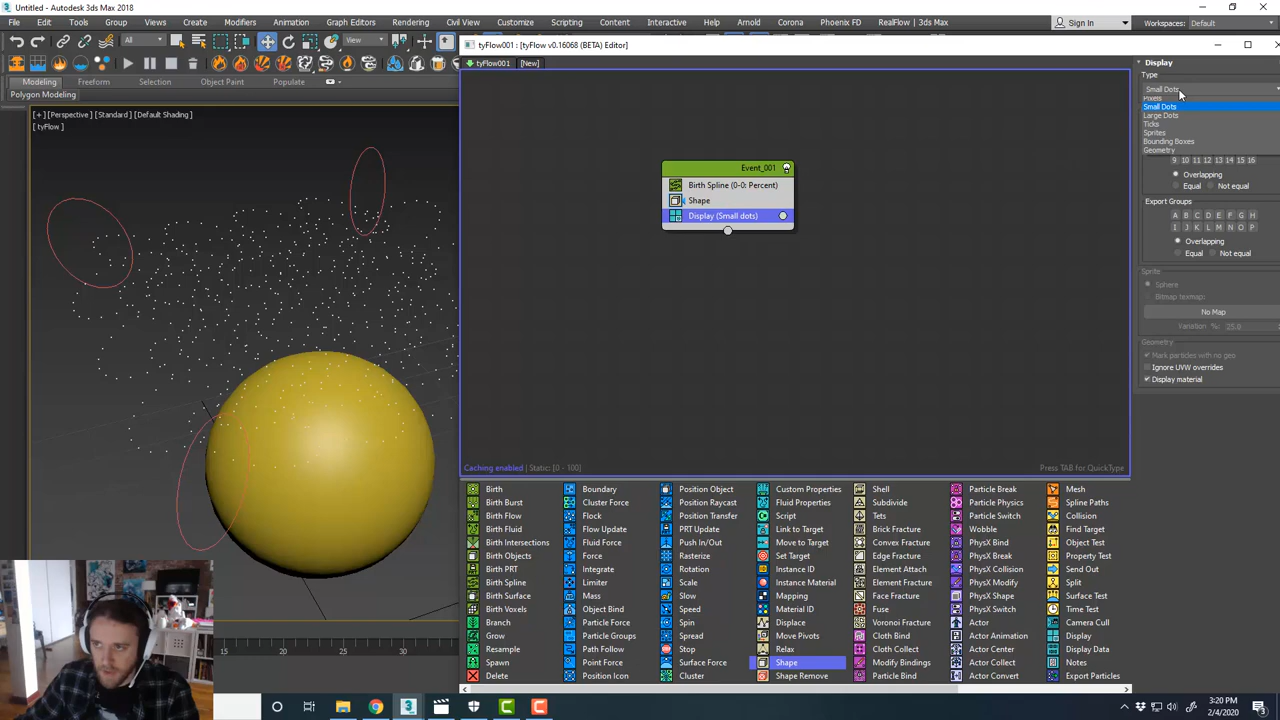 Untitled - Autodesk 3ds Max 2018
File Edit Tools Group Views Create Modifiers Animation Graph Editors Rendering Civil View Customize Scripting Content Interactive Help Arnold Corona Phoenix FD RealFlow | 3ds Max Sign In Workspaces: Default
All View
Modeling Freeform Selection Object Paint Populate
Polygon Modeling
[+] [Perspective] [Standard] [Default Shading]
[ tyFlow ]
tyFlow001 : [tyFlow v0.16068 (BETA) Editor]
tyFlow001 [New]
Event_001
Birth Spline (0-0: Percent)
Shape
Display (Small dots)
Caching enabled | Static: [0 - 100]
Press TAB for QuickType
Display
Type
Small Dots
Pixels
Small Dots
Large Dots
Ticks
Sprites
Bounding Boxes
Geometry
9 10 11 12 13 14 15 16
Overlapping
Equal Not equal
Export Groups
A B C D E F G H
I J K L M N O P
Overlapping
Equal Not equal
Sprite
Sphere
Bitmap texmap:
No Map
Variation %: 25.0
Geometry
Mark particles with no geo
Ignore UVW overrides
Display material
Birth Boundary Position Object Custom Properties Shell Particle Break Mesh
Birth Burst Cluster Force Position Raycast Fluid Properties Subdivide Particle Physics Spline Paths
Birth Flow Flock Position Transfer Script Tets Particle Switch Collision
Birth Fluid Flow Update PRT Update Link to Target Brick Fracture Wobble Find Target
Birth Intersections Fluid Force Push In/Out Move to Target Convex Fracture PhysX Bind Object Test
Birth Objects Force Rasterize Set Target Edge Fracture PhysX Break Property Test
Birth PRT Integrate Rotation Instance ID Element Attach PhysX Collision Send Out
Birth Spline Limiter Scale Instance Material Element Fracture PhysX Modify Split
Birth Surface Mass Slow Mapping Face Fracture PhysX Shape Surface Test
Birth Voxels Object Bind Speed Material ID Fuse PhysX Switch Time Test
Branch Particle Force Spin Displace Voronoi Fracture Actor Camera Cull
Grow Particle Groups Spread Move Pivots Cloth Bind Actor Animation Display
Resample Path Follow Stop Relax Cloth Collect Actor Center Display Data
Spawn Point Force Surface Force Shape Modify Bindings Actor Collect Notes
Delete Position Icon Cluster Shape Remove Particle Bind Actor Convert Export Particles
15 20 25 30
3:20 PM
2/4/2020
3